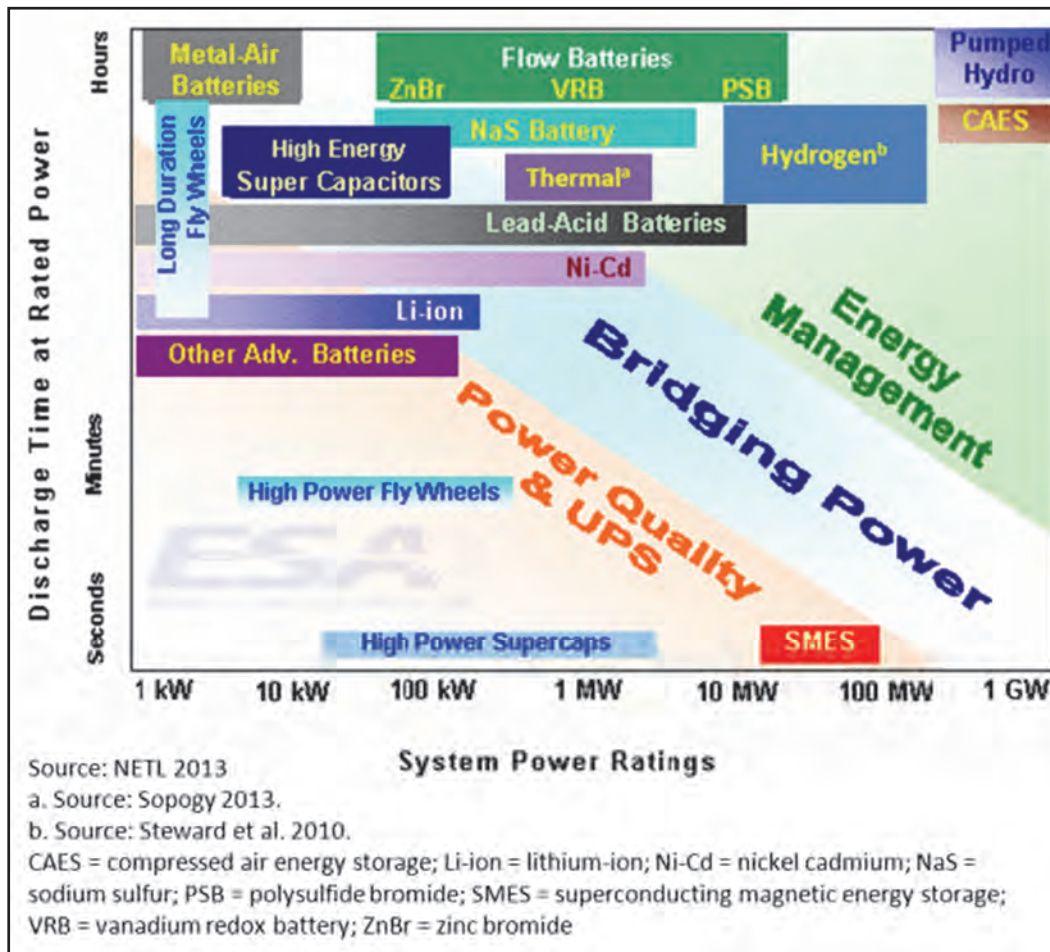 Discharge Time at Rated Power
Hours
Minutes
Seconds
Metal-Air
Batteries
Flow Batteries
ZnBr VRB PSB
Pumped
Hydro
CAES
NaS Battery
High Energy
Super Capacitors
Long Duration
Fly Wheels
Thermalᵃ
Hydrogenᵇ
Lead-Acid Batteries
Ni-Cd
Li-ion
Other Adv. Batteries
Energy
Management
Bridging Power
Power Quality
& UPS
High Power Fly Wheels
ESA
High Power Supercaps
SMES
1 kW 10 kW 100 kW 1 MW 10 MW 100 MW 1 GW
System Power Ratings
Source: NETL 2013
a. Source: Sopogy 2013.
b. Source: Steward et al. 2010.
CAES = compressed air energy storage; Li-ion = lithium-ion; Ni-Cd = nickel cadmium; NaS =
sodium sulfur; PSB = polysulfide bromide; SMES = superconducting magnetic energy storage;
VRB = vanadium redox battery; ZnBr = zinc bromide